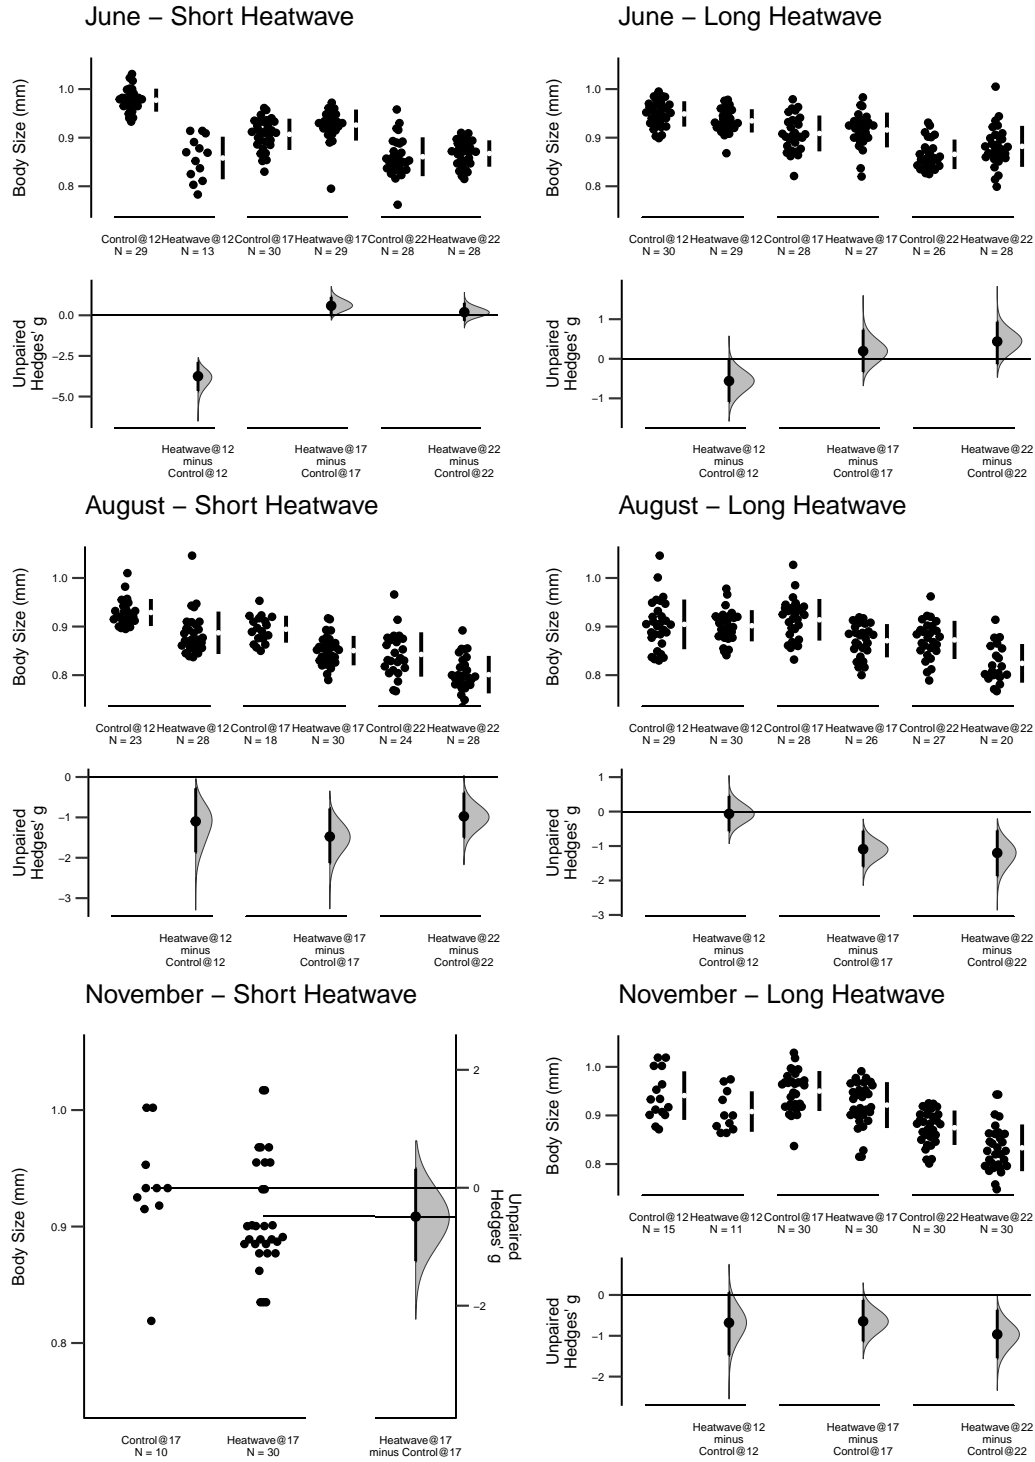 June – Short Heatwave
Body Size (mm)
1.0
0.9
0.8
Control@12 Heatwave@12 Control@17 Heatwave@17 Control@22 Heatwave@22
N = 29 N = 13 N = 30 N = 29 N = 28 N = 28
Unpaired
Hedges' g
0.0
−2.5
−5.0
Heatwave@12 Heatwave@17 Heatwave@22
minus minus minus
Control@12 Control@17 Control@22
June – Long Heatwave
Body Size (mm)
1.0
0.9
0.8
Control@12 Heatwave@12 Control@17 Heatwave@17 Control@22 Heatwave@22
N = 30 N = 29 N = 28 N = 27 N = 26 N = 28
Unpaired
Hedges' g
1
0
−1
Heatwave@12 Heatwave@17 Heatwave@22
minus minus minus
Control@12 Control@17 Control@22
August – Short Heatwave
Body Size (mm)
1.0
0.9
0.8
Control@12 Heatwave@12 Control@17 Heatwave@17 Control@22 Heatwave@22
N = 23 N = 28 N = 18 N = 30 N = 24 N = 28
Unpaired
Hedges' g
0
−1
−2
−3
Heatwave@12 Heatwave@17 Heatwave@22
minus minus minus
Control@12 Control@17 Control@22
August – Long Heatwave
Body Size (mm)
1.0
0.9
0.8
Control@12 Heatwave@12 Control@17 Heatwave@17 Control@22 Heatwave@22
N = 29 N = 30 N = 28 N = 26 N = 27 N = 20
Unpaired
Hedges' g
1
0
−1
−2
−3
Heatwave@12 Heatwave@17 Heatwave@22
minus minus minus
Control@12 Control@17 Control@22
November – Short Heatwave
Body Size (mm)
1.0
0.9
0.8
2
0
−2
Unpaired
Hedges' g
Control@17 Heatwave@17 Heatwave@17
N = 10 N = 30 minus Control@17
November – Long Heatwave
Body Size (mm)
1.0
0.9
0.8
Control@12 Heatwave@12 Control@17 Heatwave@17 Control@22 Heatwave@22
N = 15 N = 11 N = 30 N = 30 N = 30 N = 30
Unpaired
Hedges' g
0
−1
−2
Heatwave@12 Heatwave@17 Heatwave@22
minus minus minus
Control@12 Control@17 Control@22